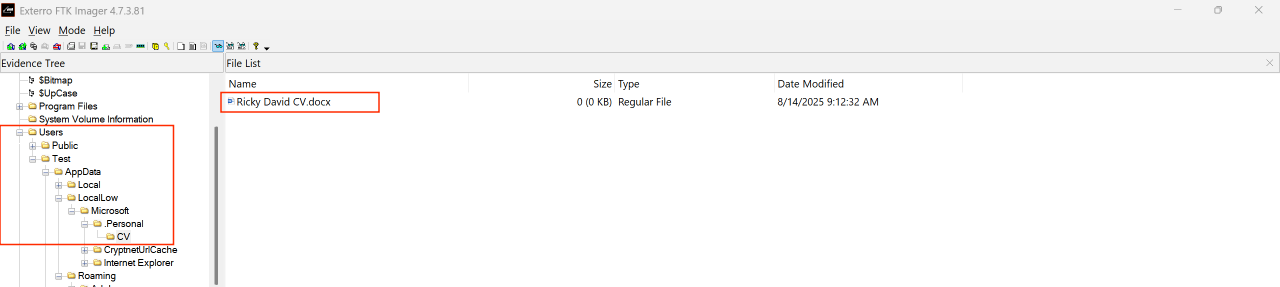 Exterro FTK Imager 4.7.3.81
File View Mode Help
Evidence Tree
File List
$Bitmap
$UpCase
Program Files
System Volume Information
Users
Public
Test
AppData
Local
LocalLow
Microsoft
.Personal
CV
CryptnetUrlCache
Internet Explorer
Roaming
Name Size Type Date Modified
Ricky David CV.docx 0 (0 KB) Regular File 8/14/2025 9:12:32 AM